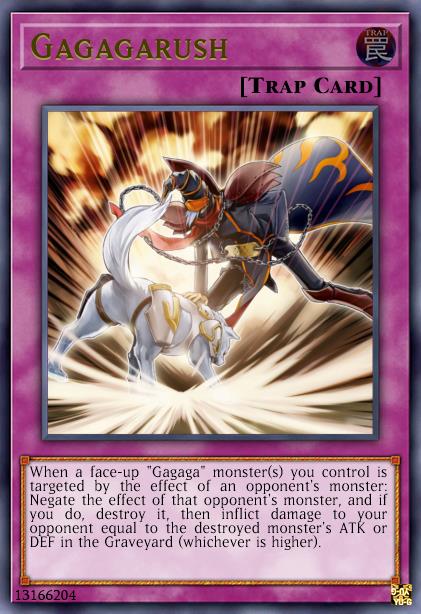 Gagagarush
TRAP
罠
[Trap Card]
When a face-up "Gagaga" monster(s) you control is
targeted by the effect of an opponent's monster:
Negate the effect of that opponent's monster, and if
you do, destroy it, then inflict damage to your
opponent equal to the destroyed monster's ATK or
DEF in the Graveyard (whichever is higher).
13166204